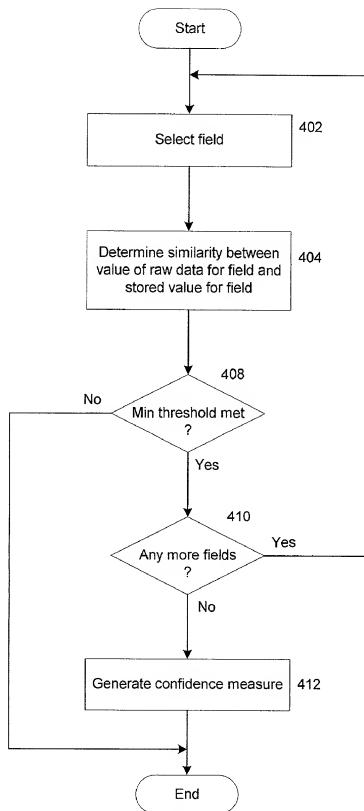 Start
402
Select field
Determine similarity between
value of raw data for field and
stored value for field
404
408
No
Min threshold met
?
Yes
410
Any more fields
?
Yes
No
Generate confidence measure
412
End